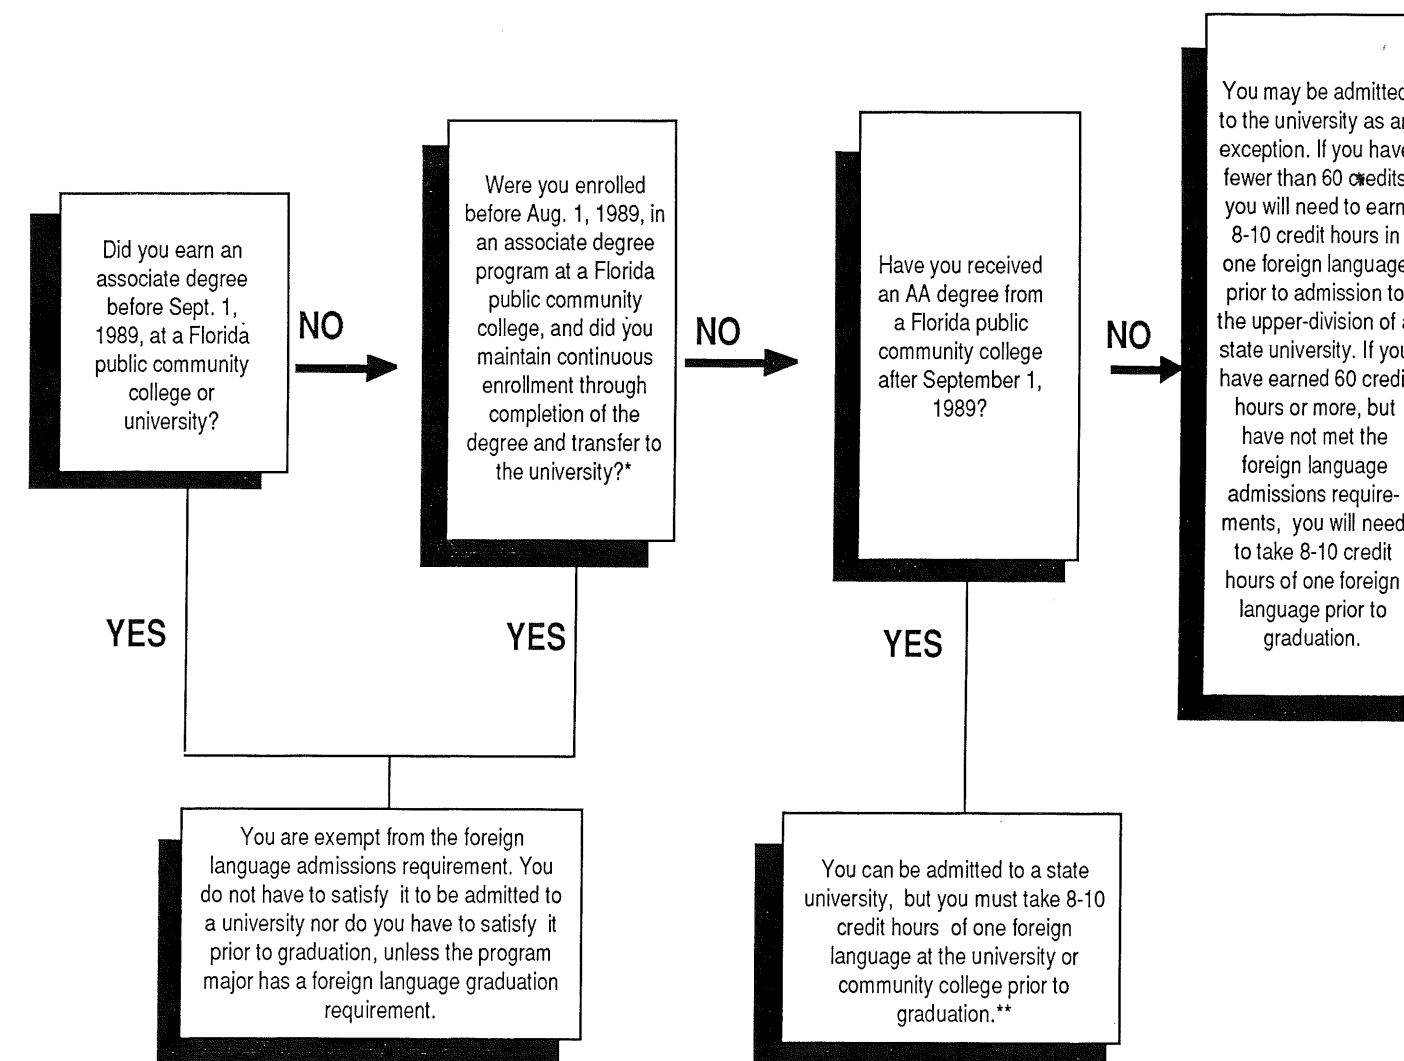 Did you earn an
associate degree
before Sept. 1,
1989, at a Florida
public community
college or
university?
NO
YES
Were you enrolled
before Aug. 1, 1989, in
an associate degree
program at a Florida
public community
college, and did you
maintain continuous
enrollment through
completion of the
degree and transfer to
the university?*
NO
YES
Have you received
an AA degree from
a Florida public
community college
after September 1,
1989?
NO
YES
You may be admitted
to the university as an
exception. If you have
fewer than 60 credits
you will need to earn
8-10 credit hours in
one foreign language
prior to admission to
the upper-division of
state university. If you
have earned 60 credi
hours or more, but
have not met the
foreign language
admissions require-
ments, you will need
to take 8-10 credit
hours of one foreign
language prior to
graduation.
You are exempt from the foreign
language admissions requirement. You
do not have to satisfy it to be admitted to
a university nor do you have to satisfy it
prior to graduation, unless the program
major has a foreign language graduation
requirement.
You can be admitted to a state
university, but you must take 8-10
credit hours of one foreign
language at the university or
community college prior to
graduation.**